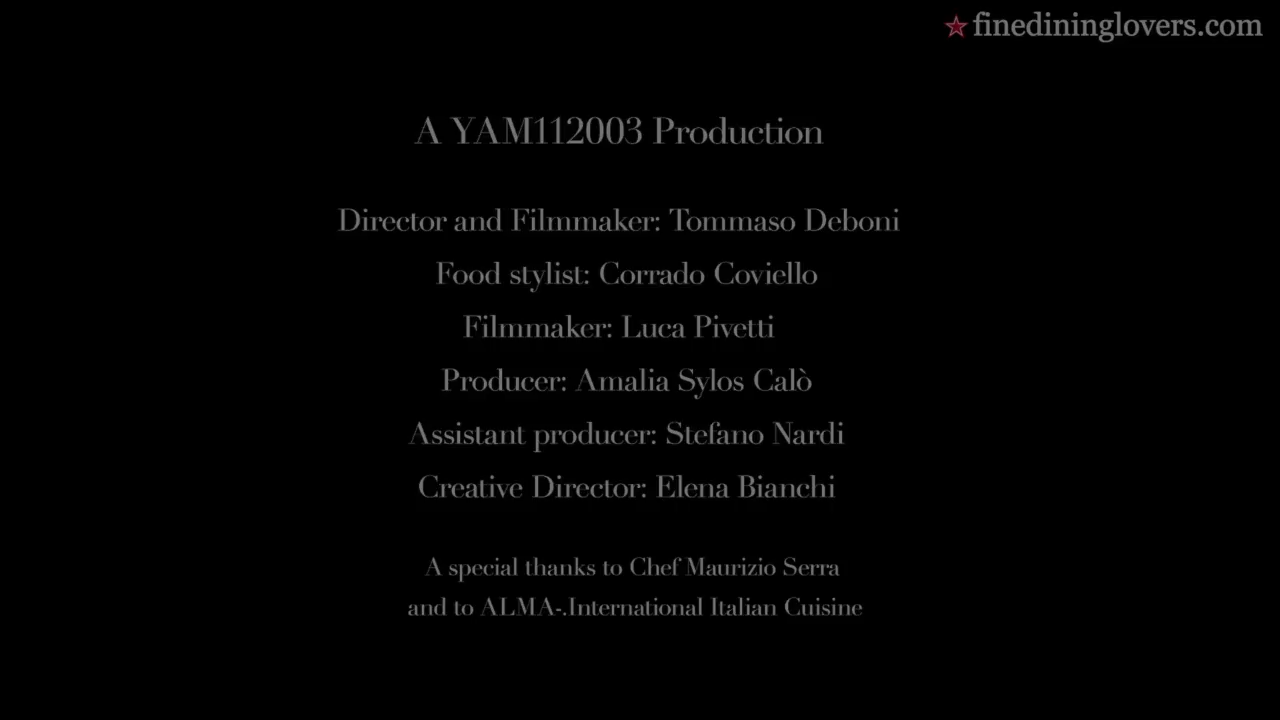 finedininglovers.com
A YAM112003 Production
Director and Filmmaker: Tommaso Deboni
Food stylist: Corrado Coviello
Filmmaker: Luca Pivetti
Producer: Amalia Sylos Calò
Assistant producer: Stefano Nardi
Creative Director: Elena Bianchi
A special thanks to Chef Maurizio Serra
and to ALMA-.International Italian Cuisine